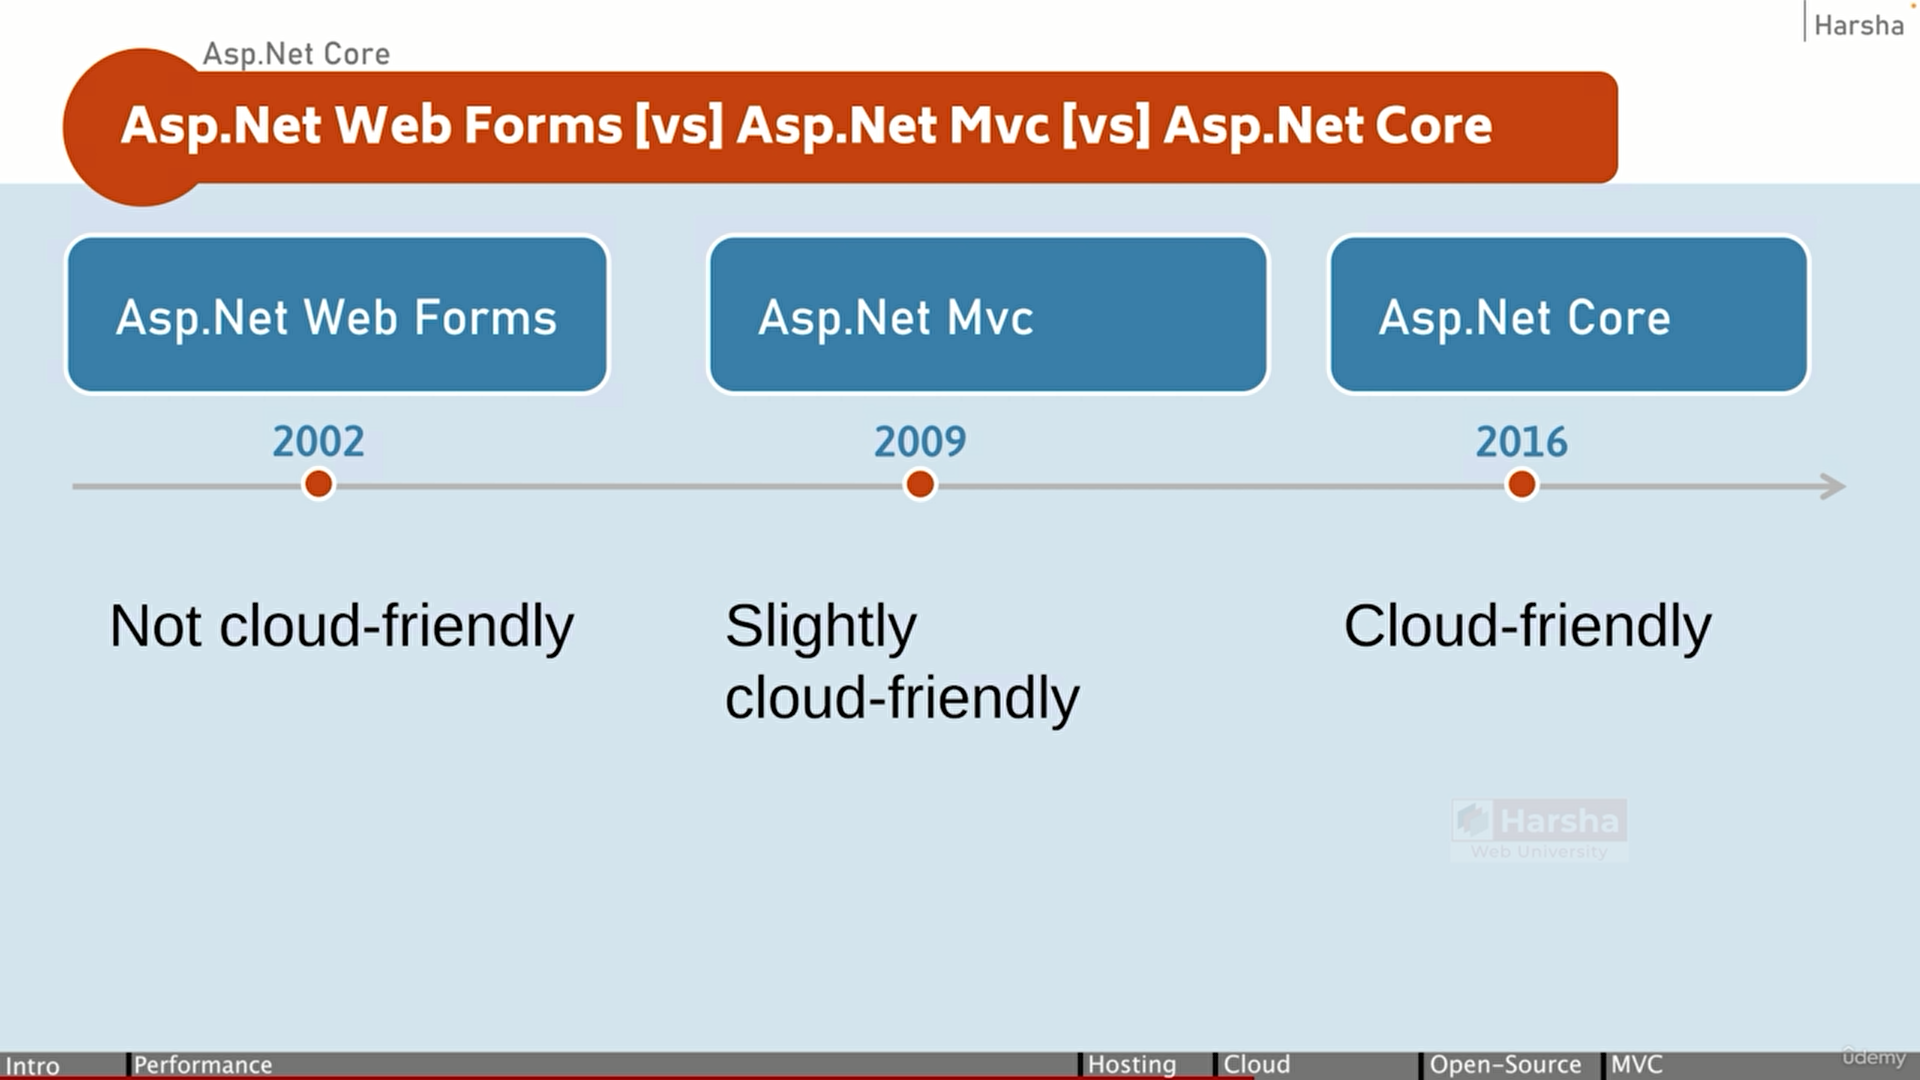 Harsha
Asp.Net Core
Asp.Net Web Forms [vs] Asp.Net Mvc [vs] Asp.Net Core
Asp.Net Web Forms
Asp.Net Mvc
Asp.Net Core
2002
2009
2016
Not cloud-friendly
Slightly
cloud-friendly
Cloud-friendly
Harsha
Web University
Intro
Performance
Hosting
Cloud
Open-Source
MVC
ûdemy